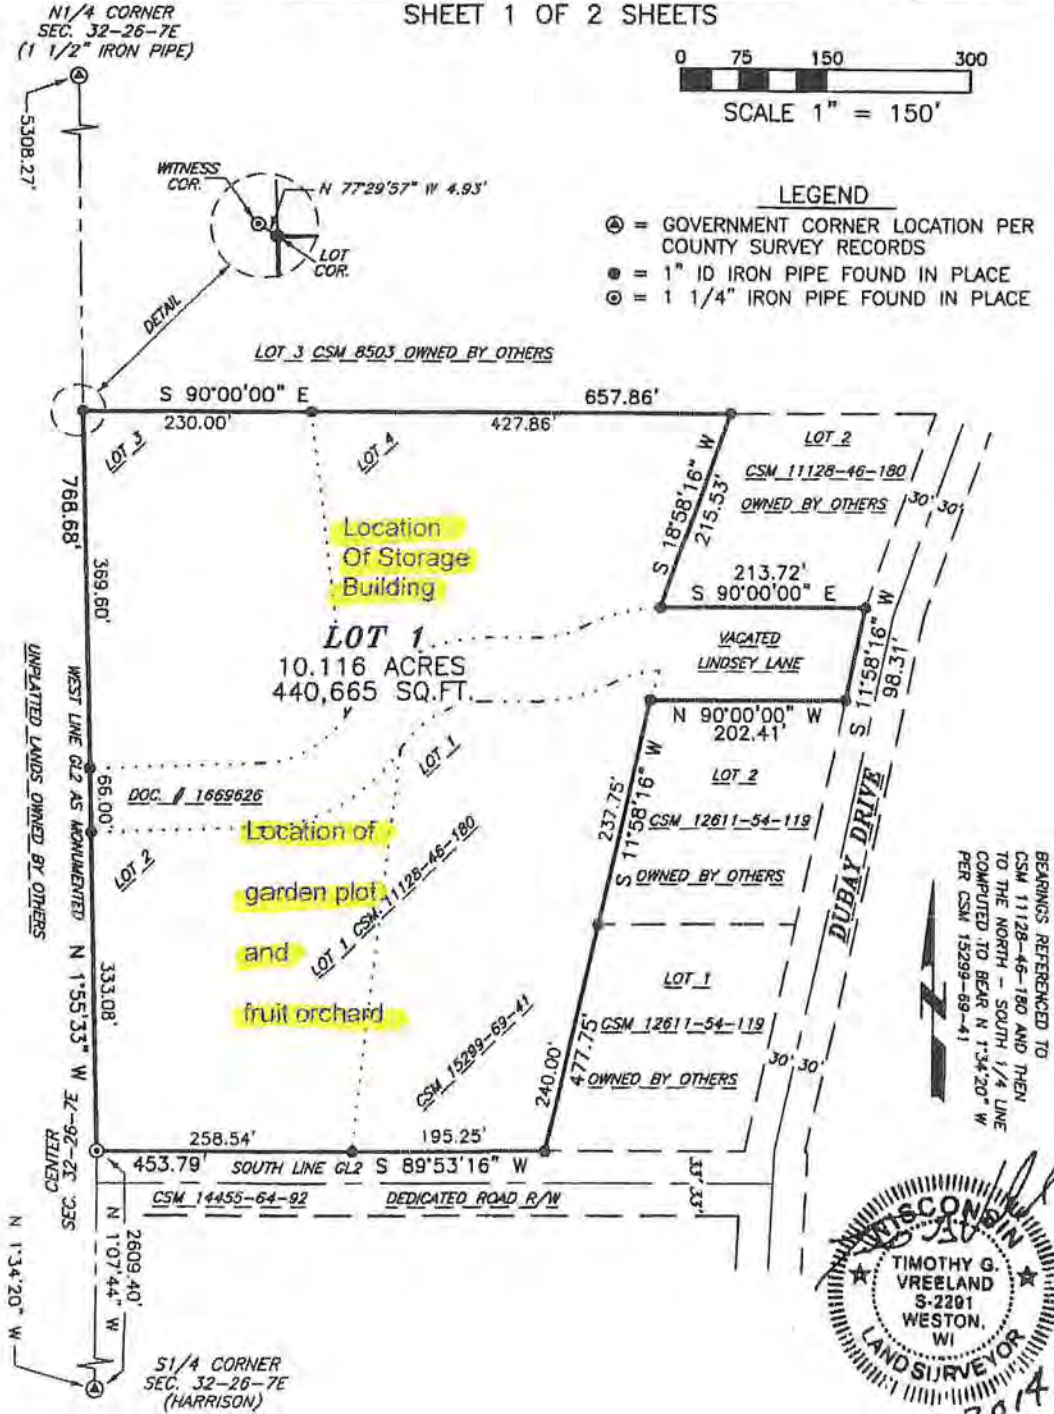 SHEET 1 OF 2 SHEETS
N1/4 CORNER
SEC. 32-26-7E
(1 1/2" IRON PIPE)
5308.27'
0 75 150 300
SCALE 1" = 150'
WITNESS
COR.
N 77°29'57" W 4.93'
LOT
COR.
DETAIL
LEGEND
= GOVERNMENT CORNER LOCATION PER
COUNTY SURVEY RECORDS
= 1" ID IRON PIPE FOUND IN PLACE
= 1 1/4" IRON PIPE FOUND IN PLACE
LOT 3 CSM 8503 OWNED BY OTHERS
S 90°00'00" E 657.86'
230.00' 427.86'
LOT 3
LOT 4
S 18°58'16" W
215.53'
LOT 2
CSM 11128-46-180
OWNED BY OTHERS
30' 30'
Location
Of Storage
Building
768.68'
369.60'
213.72'
S 90°00'00" E
LOT 1
10.116 ACRES
440,665 SQ.FT.
VACATED
LINDSEY LANE
S 11°58'16" W
98.31'
N 90°00'00" W
202.41'
UNPLATTED LANDS OWNED BY OTHERS
WEST LINE GL2 AS MONUMENTED N 1°55'33" W
66.00'
DOC. # 1669626
LOT 1
LOT 2
237.75'
S 11°58'16" W
LOT 2
CSM 12611-54-119
OWNED BY OTHERS
DUBAY DRIVE
Location of
garden plot
and
fruit orchard
LOT 1 CSM 11128-46-180
333.08'
CSM 15299-69-41
240.00'
477.75'
LOT 1
CSM 12611-54-119
OWNED BY OTHERS
30' 30'
BEARINGS REFERENCED TO
CSM 11128-46-180 AND THEN
TO THE NORTH - SOUTH 1/4 LINE
COMPUTED TO BEAR N 1°34'20" W
PER CSM 15299-69-41
N
258.54' 195.25'
453.79' SOUTH LINE GL2 S 89°53'16" W
CSM 14455-64-92 DEDICATED ROAD R/W
33' 33'
CENTER
SEC 32-26-7E
2609.40'
N 1°07'44" W
N 1°34'20" W
S1/4 CORNER
SEC. 32-26-7E
(HARRISON)
WISCONSIN
TIMOTHY G.
VREELAND
S-2291
WESTON,
WI
LAND SURVEYOR